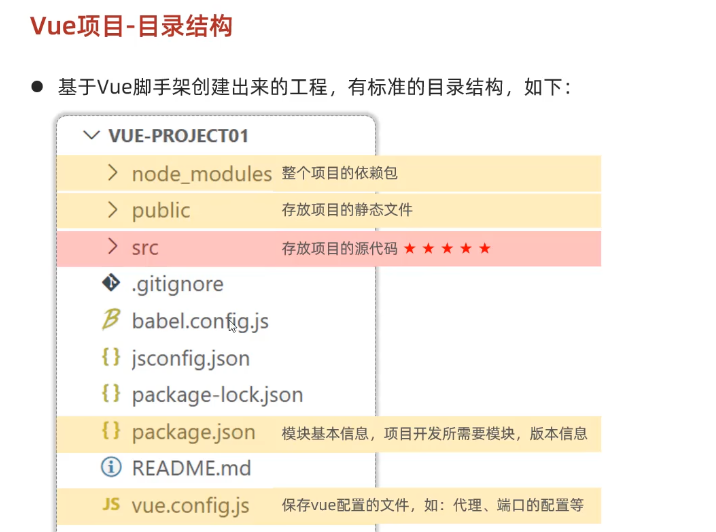 Vue项目-目录结构
● 基于Vue脚手架创建出来的工程，有标准的目录结构，如下：
VUE-PROJECT01
node_modules 整个项目的依赖包
public 存放项目的静态文件
src 存放项目的源代码 ★ ★ ★ ★ ★
.gitignore
babel.config.js
jsconfig.json
package-lock.json
package.json 模块基本信息，项目开发所需要模块，版本信息
README.md
JS vue.config.js 保存vue配置的文件，如：代理、端口的配置等